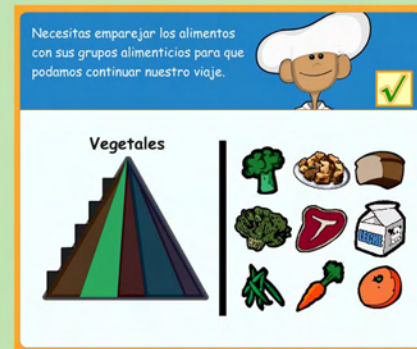 Necesitas emparejar los alimentos
con sus grupos alimenticios para que
podamos continuar nuestro viaje.
Vegetales
LECHE